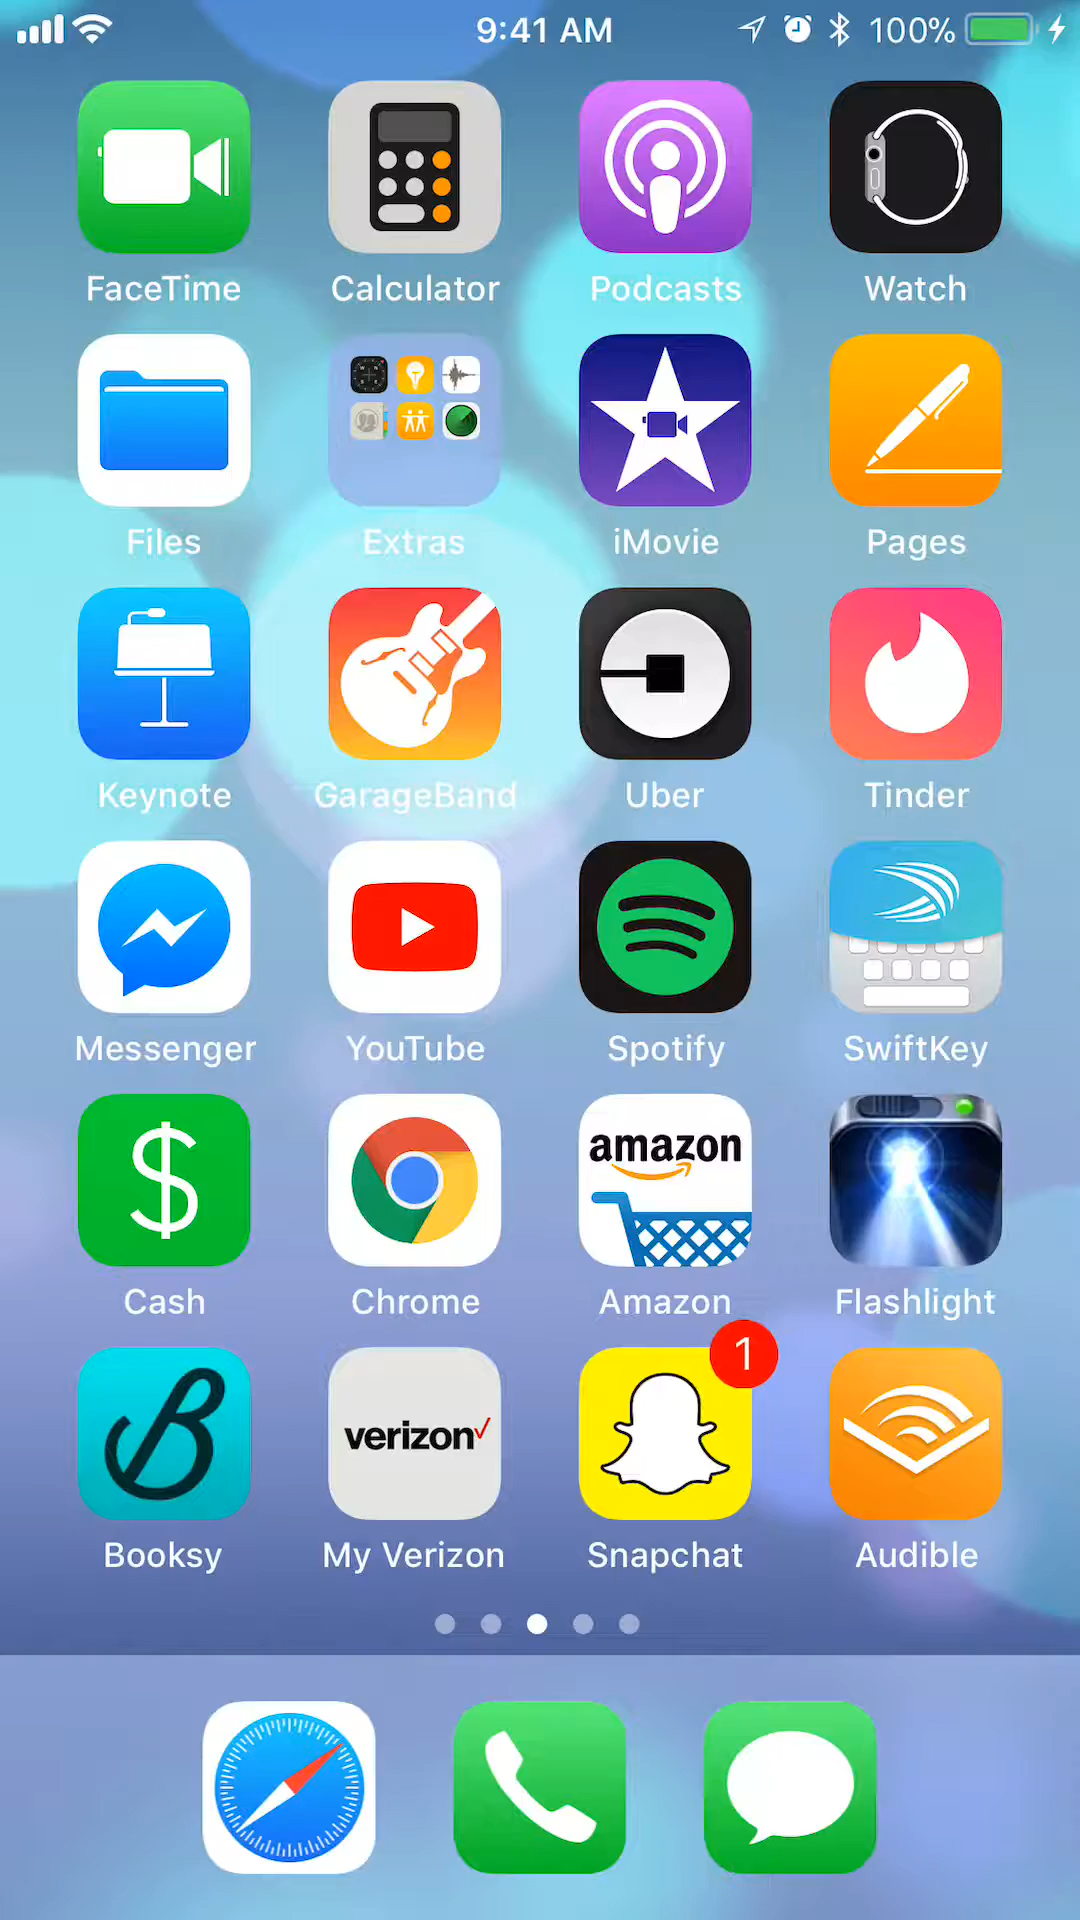 9:41 AM 100%
FaceTime Calculator Podcasts Watch
Files Extras iMovie Pages
Keynote GarageBand Uber Tinder
Messenger YouTube Spotify SwiftKey
$ amazon
Cash Chrome Amazon Flashlight
1
B verizon
Booksy My Verizon Snapchat Audible